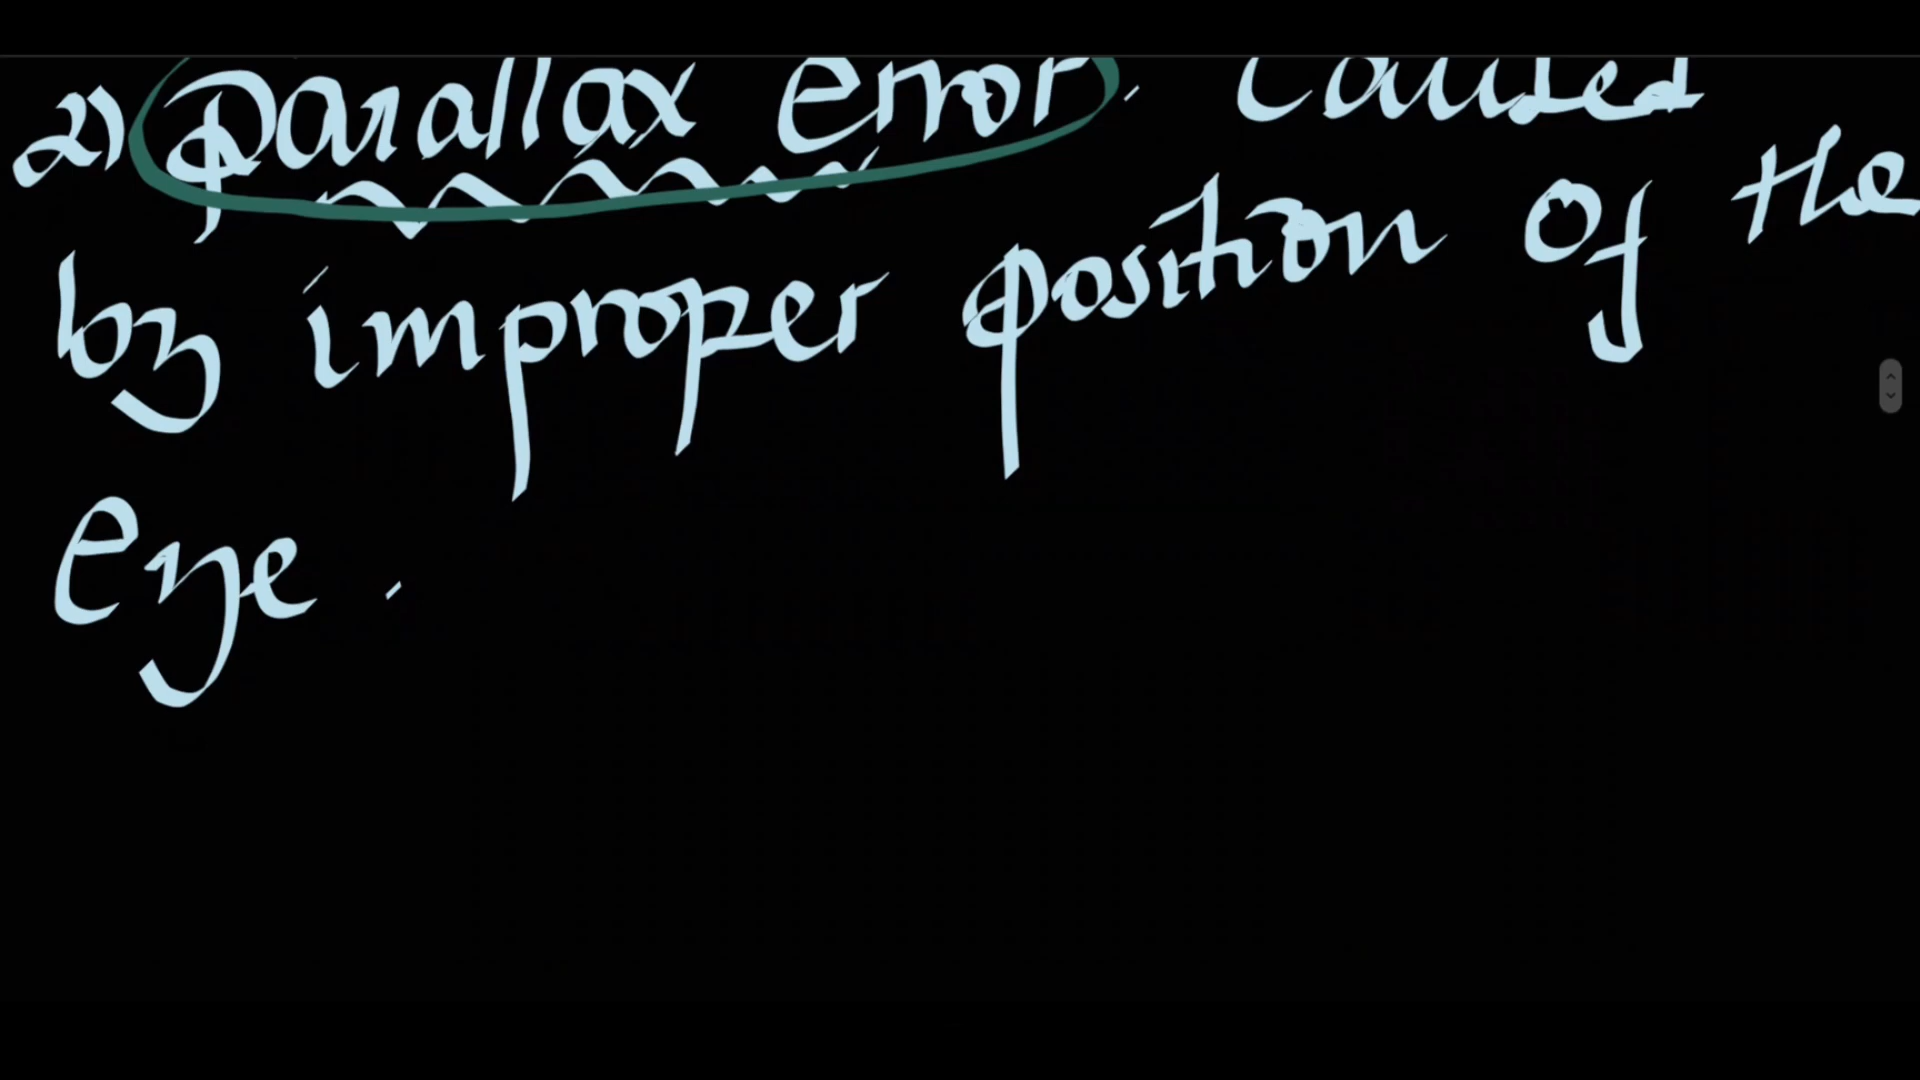 2) Parallax error. Caused
by improper position of the
eye.